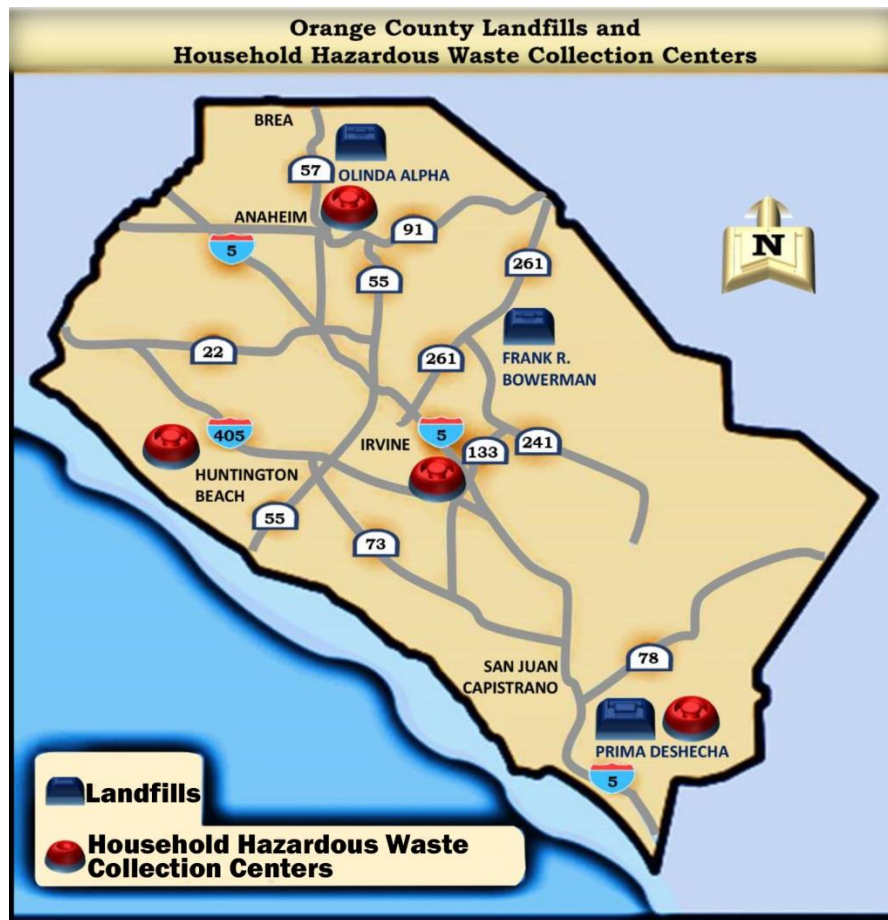 Orange County Landfills and
Household Hazardous Waste Collection Centers
BREA
57
OLINDA ALPHA
ANAHEIM
91
5
55
261
N
22
261
FRANK R.
BOWERMAN
405
IRVINE
5
133
241
HUNTINGTON
BEACH
55
73
SAN JUAN
CAPISTRANO
78
PRIMA DESHECHA
5
Landfills
Household Hazardous Waste
Collection Centers